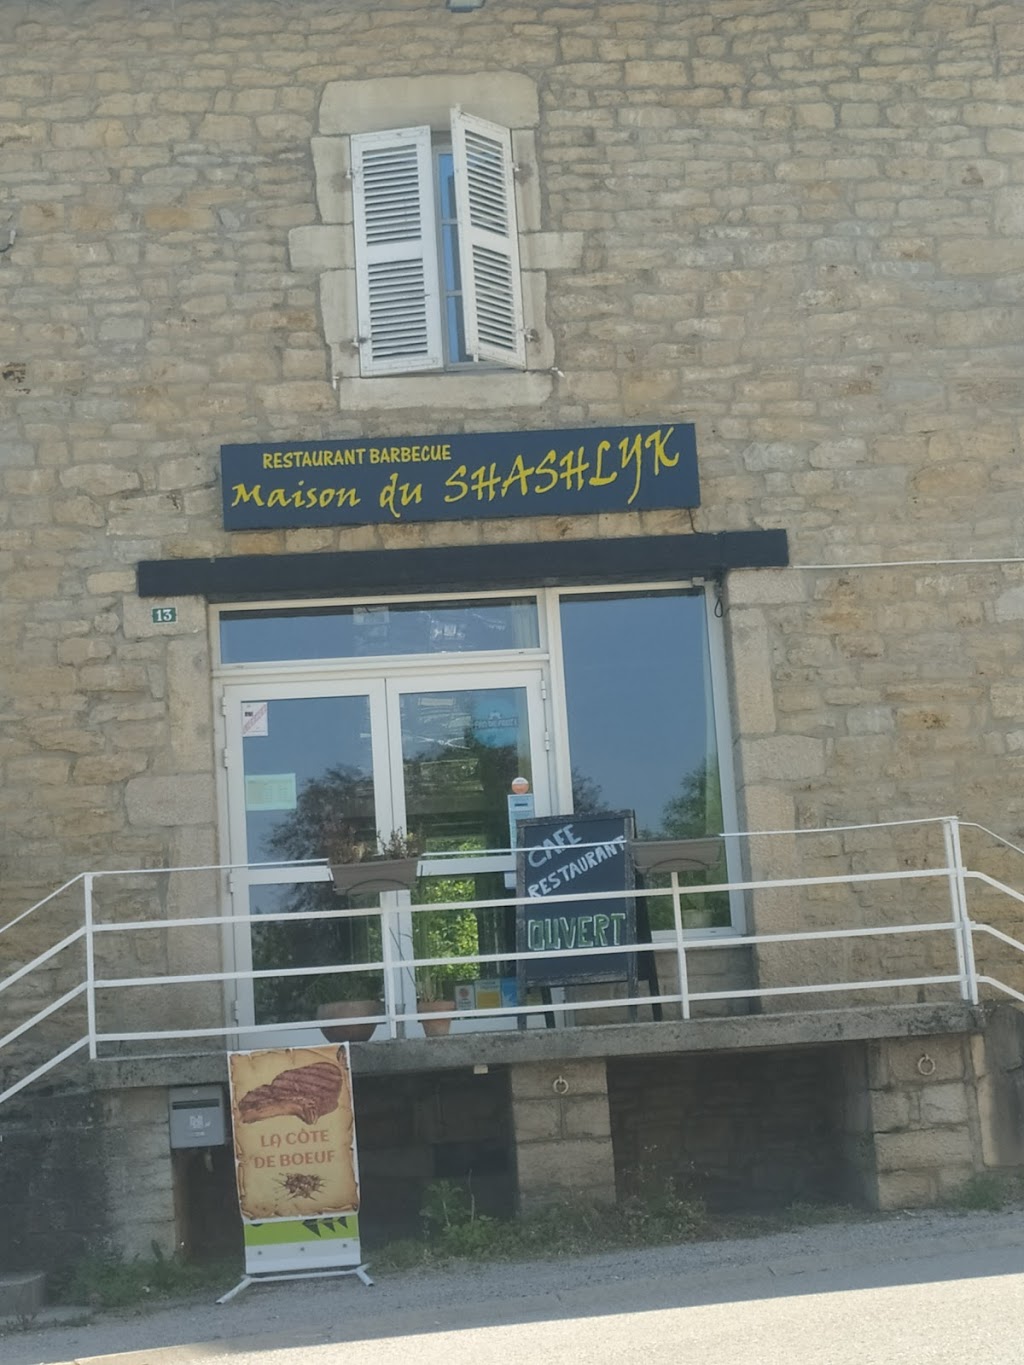 RESTAURANT BARBECUE
Maison du SHASHLYK
13
CAFE
RESTAURANT
OUVERT
LA CÔTE
DE BOEUF